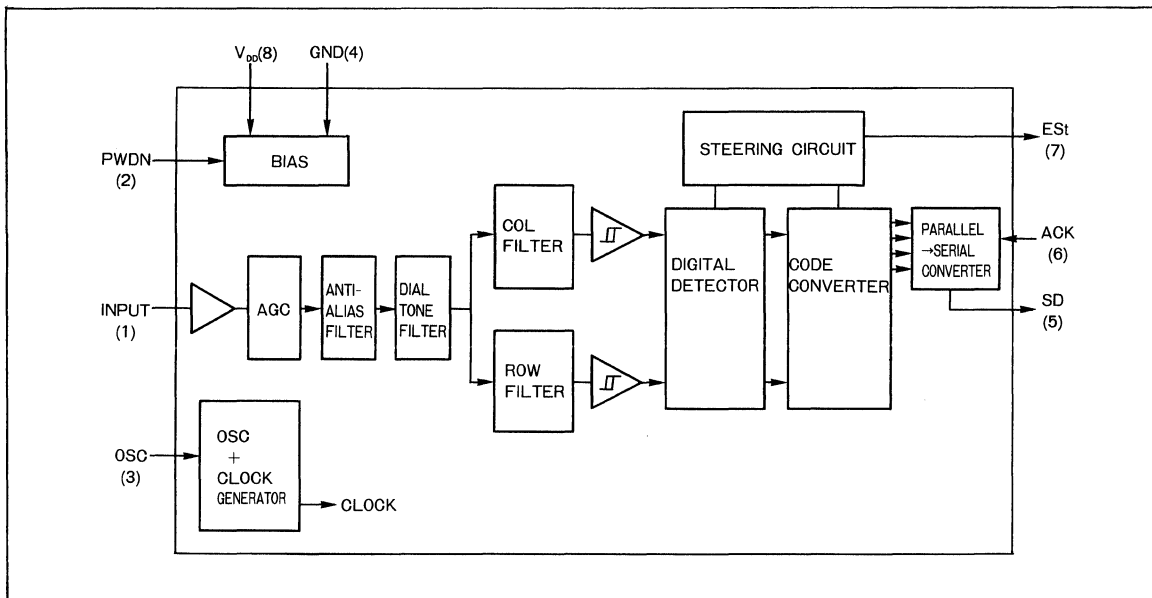 V_DD(8) GND(4)
PWDN
(2)
BIAS
STEERING CIRCUIT
ESt
(7)
COL
FILTER
DIGITAL
DETECTOR
CODE
CONVERTER
PARALLEL
→SERIAL
CONVERTER
ACK
(6)
SD
(5)
INPUT
(1)
AGC
ANTI-
ALIAS
FILTER
DIAL
TONE
FILTER
ROW
FILTER
OSC
(3)
OSC
+
CLOCK
GENERATOR
CLOCK